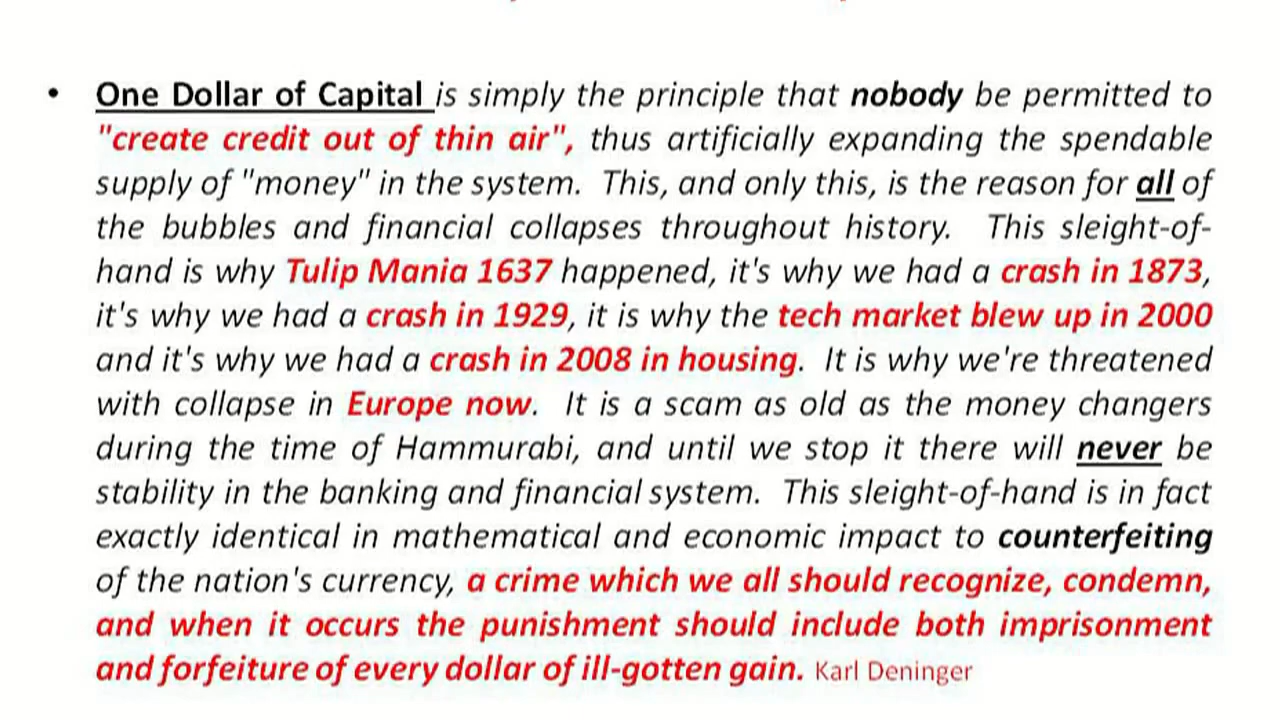 • One Dollar of Capital is simply the principle that nobody be permitted to
"create credit out of thin air", thus artificially expanding the spendable
supply of "money" in the system. This, and only this, is the reason for all of
the bubbles and financial collapses throughout history. This sleight-of-
hand is why Tulip Mania 1637 happened, it's why we had a crash in 1873,
it's why we had a crash in 1929, it is why the tech market blew up in 2000
and it's why we had a crash in 2008 in housing. It is why we're threatened
with collapse in Europe now. It is a scam as old as the money changers
during the time of Hammurabi, and until we stop it there will never be
stability in the banking and financial system. This sleight-of-hand is in fact
exactly identical in mathematical and economic impact to counterfeiting
of the nation's currency, a crime which we all should recognize, condemn,
and when it occurs the punishment should include both imprisonment
and forfeiture of every dollar of ill-gotten gain. Karl Deninger